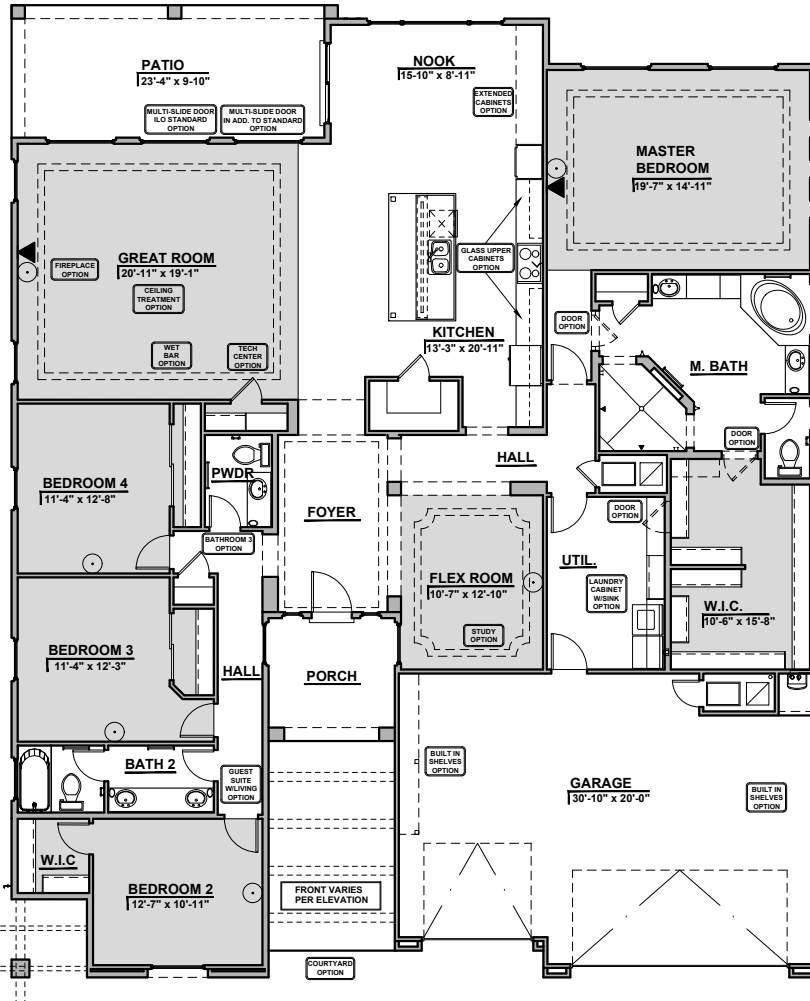 PATIO
23'-4" x 9'-10"
NOOK
15'-10" x 8'-11"
MULTI-SLIDE DOOR
ILO STANDARD
OPTION
MULTI-SLIDE DOOR
IN ADD. TO STANDARD
OPTION
EXTENDED
CABINETS
OPTION
MASTER
BEDROOM
19'-7" x 14'-11"
GREAT ROOM
20'-11" x 19'-1"
FIREPLACE
OPTION
CEILING
TREATMENT
OPTION
GLASS UPPER
CABINETS
OPTION
WET
BAR
OPTION
TECH
CENTER
OPTION
KITCHEN
13'-3" x 20'-11"
DOOR
OPTION
M. BATH
DOOR
OPTION
BEDROOM 4
11'-4" x 12'-8"
PWDR
HALL
FOYER
BATHROOM 3
OPTION
DOOR
OPTION
FLEX ROOM
10'-7" x 12'-10"
UTIL.
LAUNDRY
CABINET
W/SINK
OPTION
W.I.C.
10'-6" x 15'-8"
STUDY
OPTION
BEDROOM 3
11'-4" x 12'-3"
HALL
PORCH
BATH 2
GUEST
SUITE
W/LIVING
OPTION
BUILT IN
SHELVES
OPTION
GARAGE
30'-10" x 20'-0"
BUILT IN
SHELVES
OPTION
W.I.C
BEDROOM 2
12'-7" x 10'-11"
FRONT VARIES
PER ELEVATION
COURTYARD
OPTION